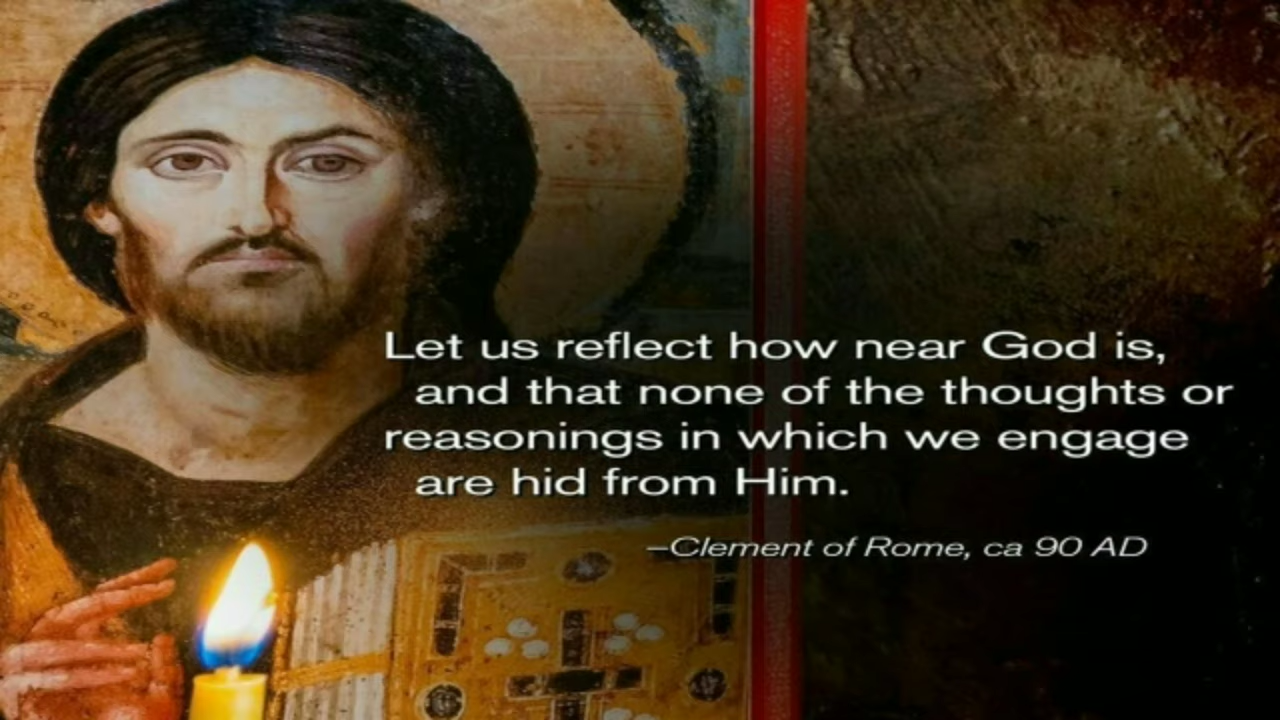 Let us reflect how near God is,
and that none of the thoughts or
reasonings in which we engage
are hid from Him.
–Clement of Rome, ca 90 AD